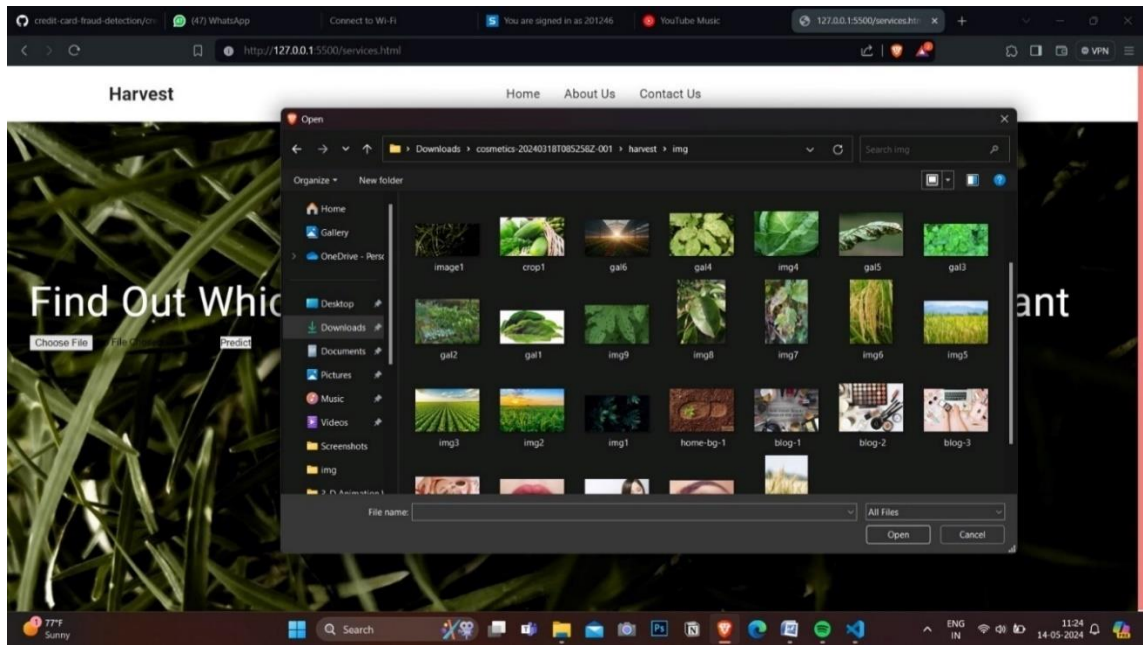 credit-card-fraud-detection/cre
(47) WhatsApp
Connect to Wi-Fi
You are signed in as 201246
YouTube Music
127.0.0.1:5500/services.htm
http://127.0.0.1:5500/services.html
VPN
Harvest
Home About Us Contact Us
Open
Downloads › cosmetics-20240318T085258Z-001 › harvest › img
Search img
Organize
New folder
Home
Gallery
OneDrive - Perso
Desktop
Downloads
Documents
Pictures
Music
Videos
Screenshots
img
image1 crop1 gal6 gal4 img4 gal5 gal3
gal2 gal1 img9 img8 img7 img6 img5
img3 img2 img1 home-bg-1 blog-1 blog-2 blog-3
File name:
All Files
Open
Cancel
Find Out Whic
ant
Choose File
Predict
1
77°F
Sunny
Search
Ps
ENG
IN
11:24
14-05-2024